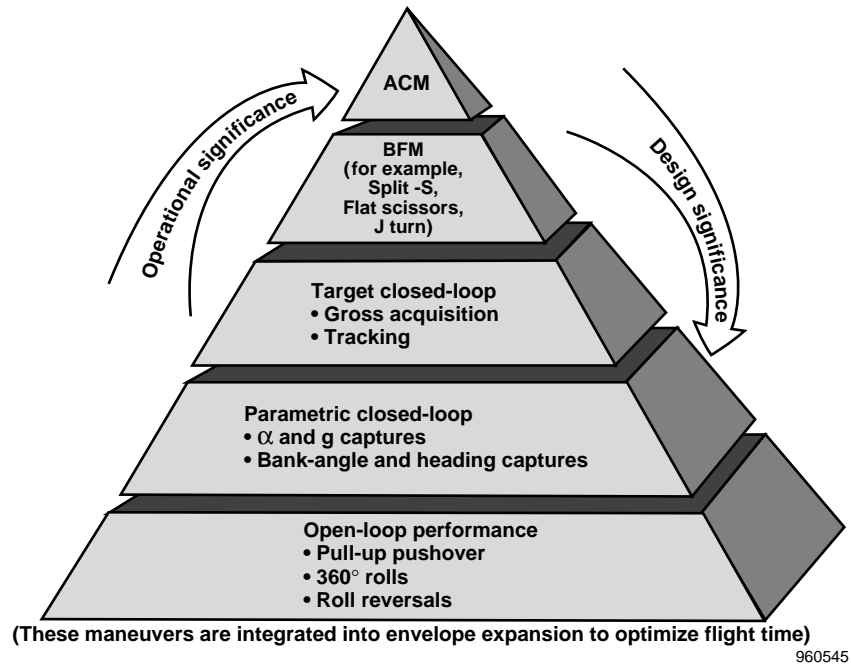 ACM
Operational significance
Design significance
BFM
(for example,
Split -S,
Flat scissors,
J turn)
Target closed-loop
• Gross acquisition
• Tracking
Parametric closed-loop
• α and g captures
• Bank-angle and heading captures
Open-loop performance
• Pull-up pushover
• 360° rolls
• Roll reversals
(These maneuvers are integrated into envelope expansion to optimize flight time)
960545